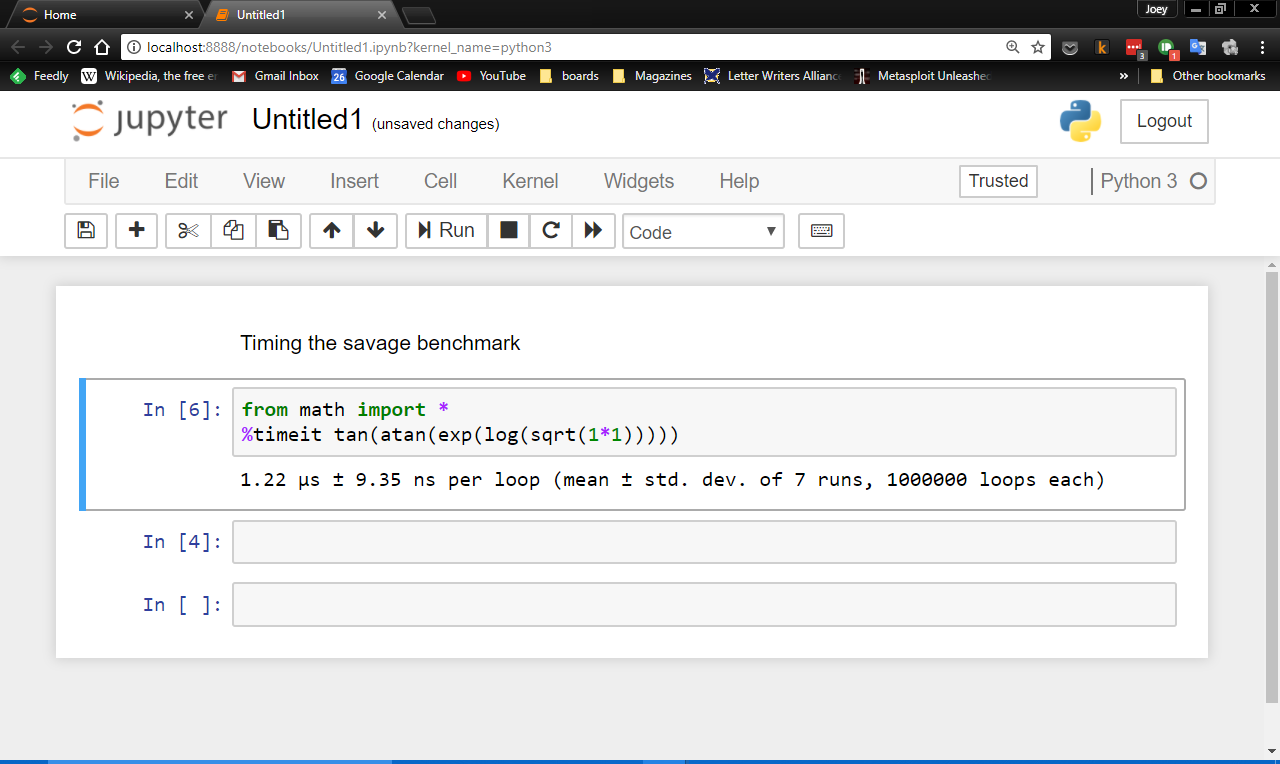 Home
Untitled1
Joey
localhost:8888/notebooks/Untitled1.ipynb?kernel_name=python3
k
3
1
Feedly
W Wikipedia, the free er
Gmail Inbox
26 Google Calendar
YouTube
boards
Magazines
Letter Writers Allianc
Metasploit Unleashed
»
Other bookmarks
jupyter Untitled1 (unsaved changes)
Logout
File Edit View Insert Cell Kernel Widgets Help
Trusted
Python 3
Run
Code
Timing the savage benchmark
In [6]: from math import *
%timeit tan(atan(exp(log(sqrt(1*1)))))
1.22 µs ± 9.35 ns per loop (mean ± std. dev. of 7 runs, 1000000 loops each)
In [4]:
In [ ]: